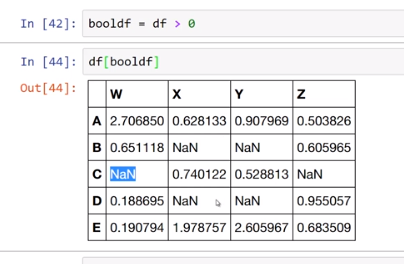 In [42]: booldf = df > 0
In [44]: df[booldf]
Out[44]:
W X Y Z
A 2.706850 0.628133 0.907969 0.503826
B 0.651118 NaN NaN 0.605965
C NaN 0.740122 0.528813 NaN
D 0.188695 NaN NaN 0.955057
E 0.190794 1.978757 2.605967 0.683509